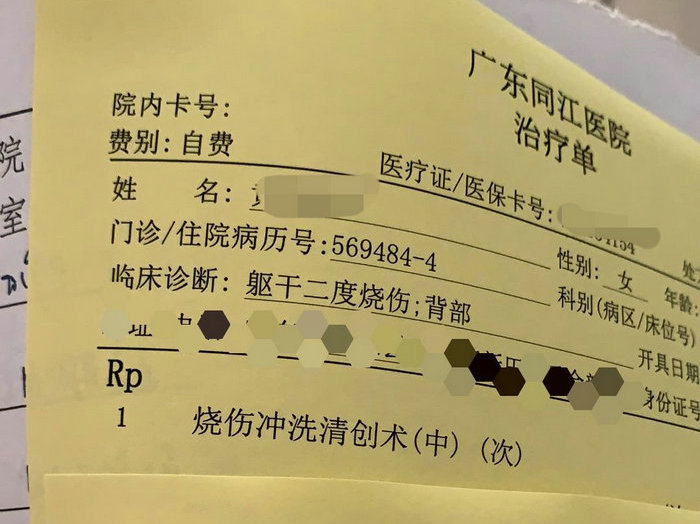 广东同江医院
治疗单
院内卡号:
费别: 自费
医疗证/医保卡号:
姓 名:
门诊/住院病历号:569484-4
性别: 女 年龄:
临床诊断: 躯干二度烧伤;背部
科别(病区/床位号)
开具日期
身份证号
Rp
1 烧伤冲洗清创术(中) (次)
院
室